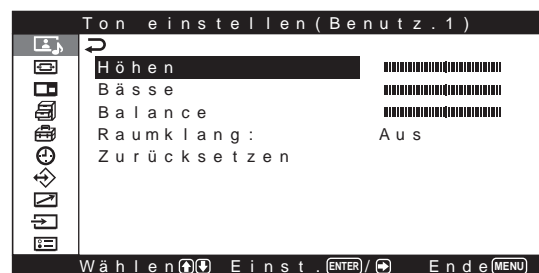 Ton einstellen(Benutz.1)
Höhen
Bässe
Balance
Raumklang: Aus
Zurücksetzen
Wählen Einst.ENTER/ Ende MENU